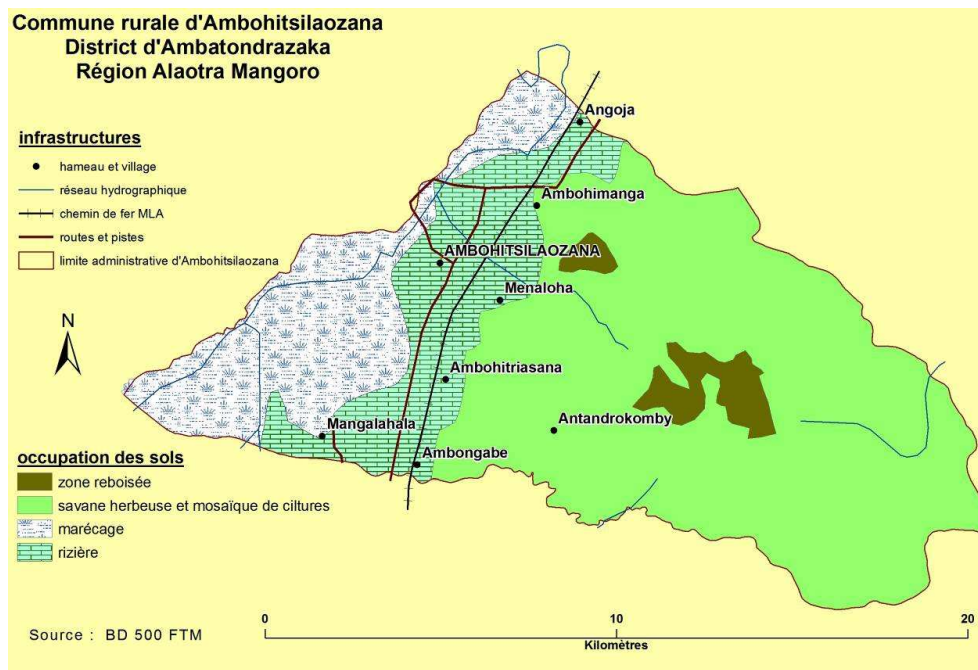 Commune rurale d'Ambohitsilaozana
District d'Ambatondrazaka
Région Alaotra Mangoro
infrastructures
hameau et village
réseau hydrographique
chemin de fer MLA
routes et pistes
limite administrative d'Ambohitsilaozana
N
Angoja
Ambohimanga
AMBOHITSILAOZANA
Menaloha
Ambohitriasana
Antandrokomby
Mangalahala
Ambongabe
occupation des sols
zone reboisée
savane herbeuse et mosaïque de ciltures
marécage
rizière
Source : BD 500 FTM
0 10 20
Kilomètres